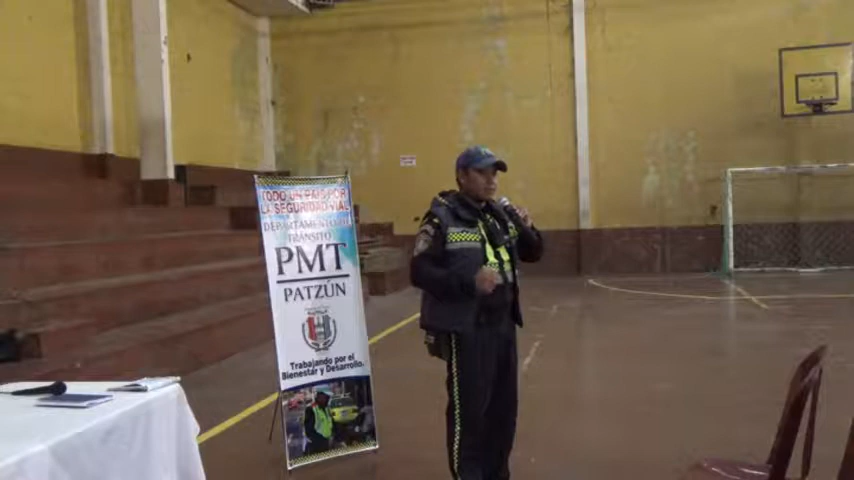 TODO UN PAÍS POR
LA SEGURIDAD VIAL
DEPARTAMENTO DE
TRÁNSITO
PMT
PATZÚN
Trabajando por el
Bienestar y Desarrollo.